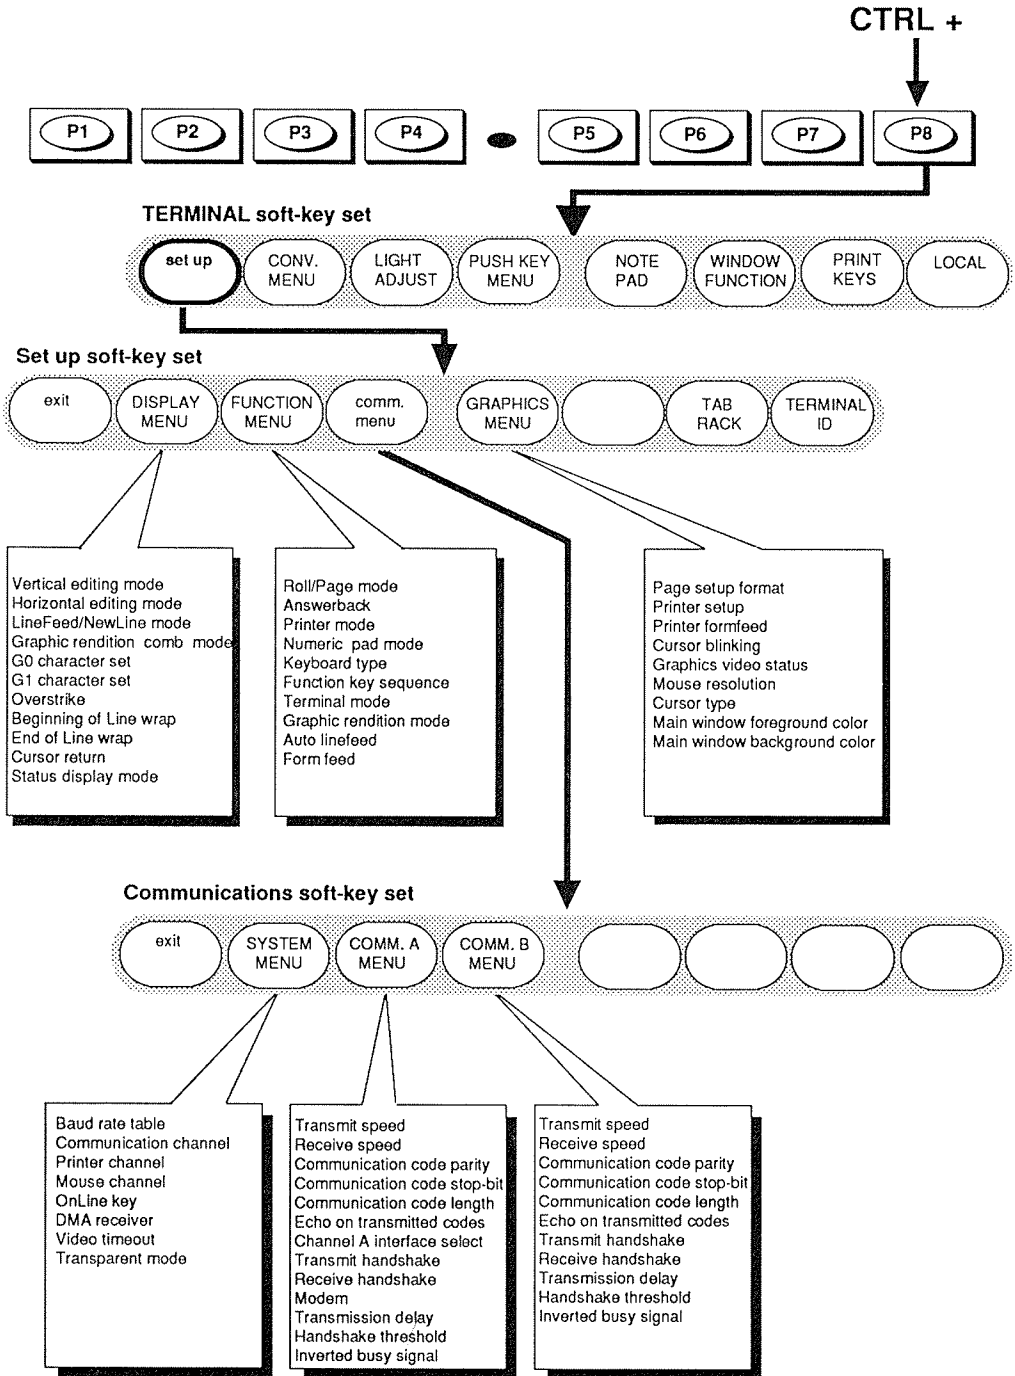 CTRL +
P1 P2 P3 P4 P5 P6 P7 P8
TERMINAL soft-key set
set up
CONV.
MENU
LIGHT
ADJUST
PUSH KEY
MENU
NOTE
PAD
WINDOW
FUNCTION
PRINT
KEYS
LOCAL
Set up soft-key set
exit
DISPLAY
MENU
FUNCTION
MENU
comm.
menu
GRAPHICS
MENU
TAB
RACK
TERMINAL
ID
Vertical editing mode
Horizontal editing mode
LineFeed/NewLine mode
Graphic rendition comb mode
G0 character set
G1 character set
Overstrike
Beginning of Line wrap
End of Line wrap
Cursor return
Status display mode
Roll/Page mode
Answerback
Printer mode
Numeric pad mode
Keyboard type
Function key sequence
Terminal mode
Graphic rendition mode
Auto linefeed
Form feed
Page setup format
Printer setup
Printer formfeed
Cursor blinking
Graphics video status
Mouse resolution
Cursor type
Main window foreground color
Main window background color
Communications soft-key set
exit
SYSTEM
MENU
COMM. A
MENU
COMM. B
MENU
Baud rate table
Communication channel
Printer channel
Mouse channel
OnLine key
DMA receiver
Video timeout
Transparent mode
Transmit speed
Receive speed
Communication code parity
Communication code stop-bit
Communication code length
Echo on transmitted codes
Channel A interface select
Transmit handshake
Receive handshake
Modem
Transmission delay
Handshake threshold
Inverted busy signal
Transmit speed
Receive speed
Communication code parity
Communication code stop-bit
Communication code length
Echo on transmitted codes
Transmit handshake
Receive handshake
Transmission delay
Handshake threshold
Inverted busy signal